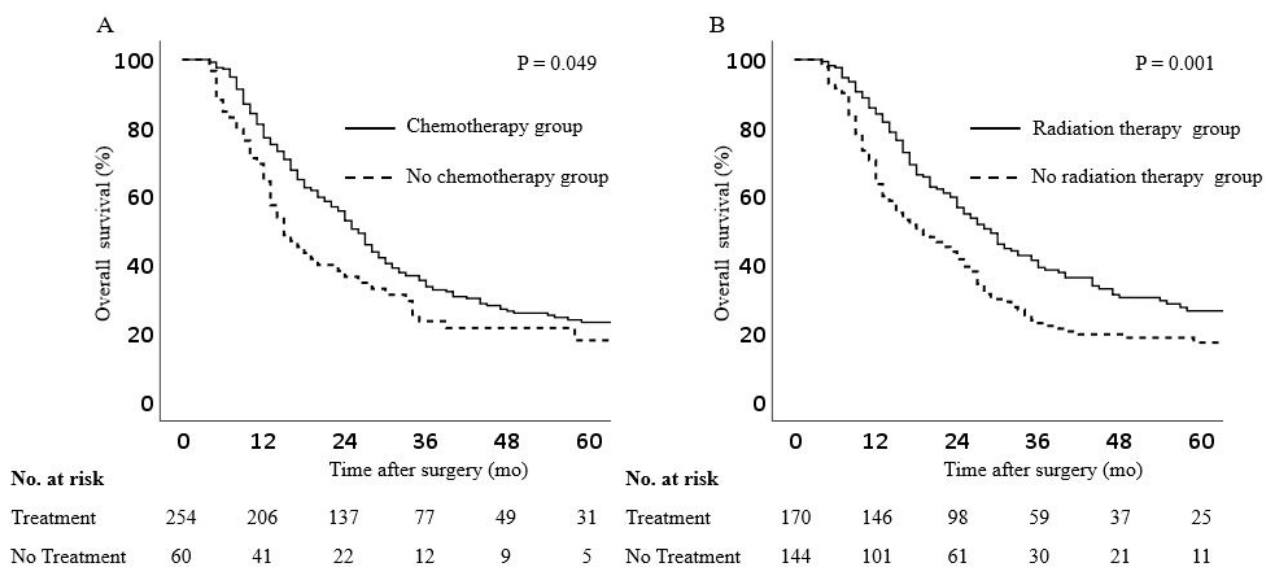 A
P = 0.049
Chemotherapy group
No chemotherapy group
Overall survival (%)
100
80
60
40
20
0
0 12 24 36 48 60
Time after surgery (mo)
No. at risk
Treatment 254 206 137 77 49 31
No Treatment 60 41 22 12 9 5
B
P = 0.001
Radiation therapy group
No radiation therapy group
Overall survival (%)
100
80
60
40
20
0
0 12 24 36 48 60
Time after surgery (mo)
No. at risk
Treatment 170 146 98 59 37 25
No Treatment 144 101 61 30 21 11